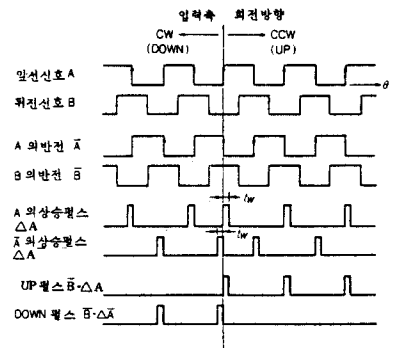 입력축 회전방향
CW CCW
(DOWN) (UP)
앞선신호 A
θ
뒤진신호 B
A 의반전 Ā
B 의반전 B̄
tw
A 의상승펄스
△A
tw
Ā 의상승펄스
△A
UP 펄스 B̄·△A
DOWN 펄스 B̄·△Ā